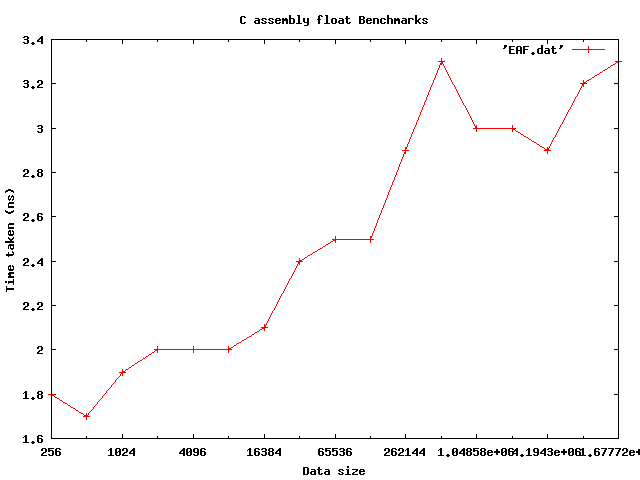 C assembly float Benchmarks
'EAF.dat'
3.4
3.2
3
2.8
2.6
2.4
2.2
2
1.8
1.6
Time taken (ns)
256 1024 4096 16384 65536 262144 1.04858e+06 4.1943e+06 1.67772e+
Data size